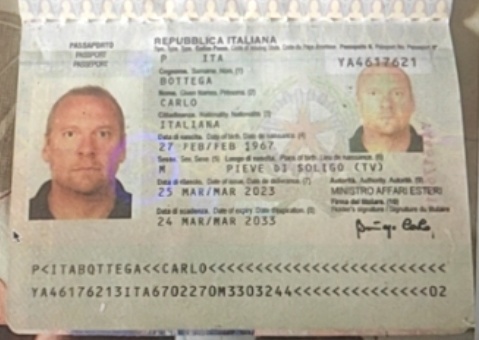 REPUBBLICA ITALIANA
PASSAPORTO
PASSPORT
PASSEPORT
P ITA YA4617621
Cognome. Surname. Nom. (1)
BOTTEGA
Nome. Given Names. Prénoms. (2)
CARLO
Cittadinanza. Nationality. Nationalité. (3)
ITALIANA
Data di nascita. Date of birth. Date de naissance. (4)
27 FEB/FEB 1967
Sesso. Sex. Sexe. (5) Luogo di nascita. Place of birth. Lieu de naissance. (6)
M PIEVE DI SOLIGO (TV)
Data di rilascio. Date of issue. Date de délivrance. (7) Autorità. Authority. Autorité. (9)
25 MAR/MAR 2023 MINISTRO AFFARI ESTERI
Data di scadenza. Date of expiry. Date d'expiration. (8) Firma del titolare. (10)
24 MAR/MAR 2033 Holder's signature / Signature du titulaire
P<ITABOTTEGA<<CARLO<<<<<<<<<<<<<<<<<<<<<<<<<
YA46176213ITA6702270M3303244<<<<<<<<<<<<<<02